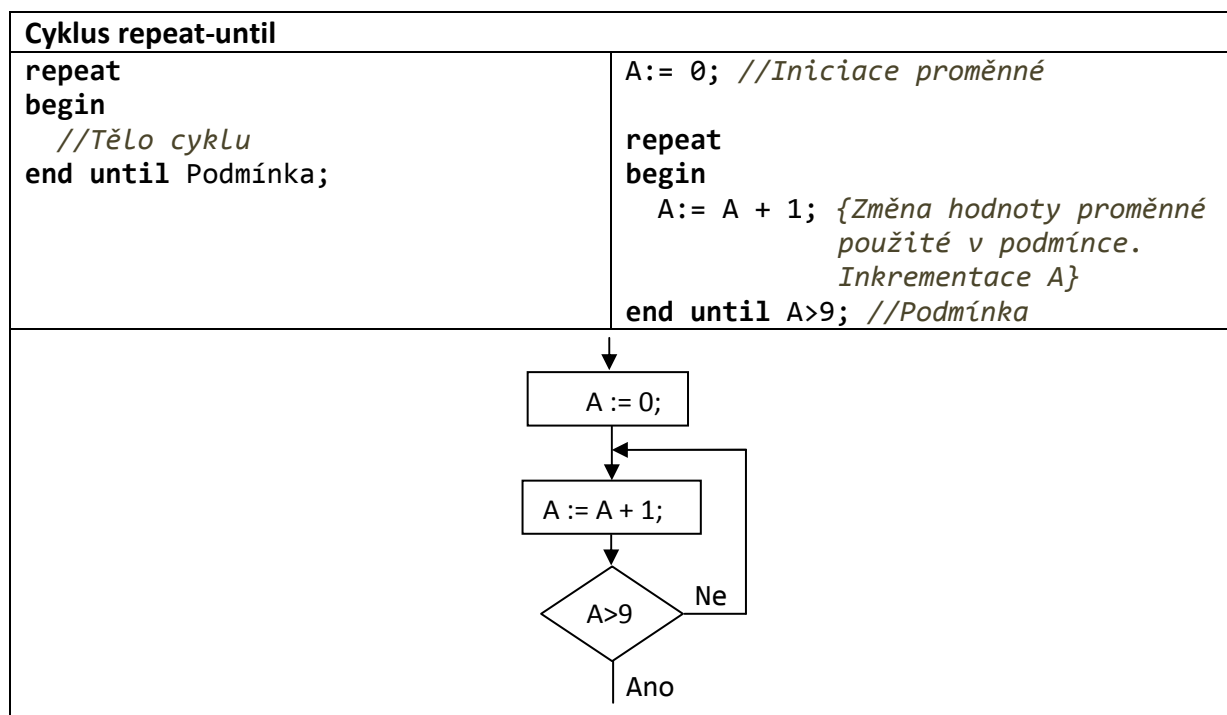 Cyklus repeat-until
repeat
begin
//Tělo cyklu
end until Podmínka;
A:= 0; //Iniciace proměnné
repeat
begin
A:= A + 1; {Změna hodnoty proměnné
použité v podmínce.
Inkrementace A}
end until A>9; //Podmínka
A := 0;
A := A + 1;
A>9
Ne
Ano